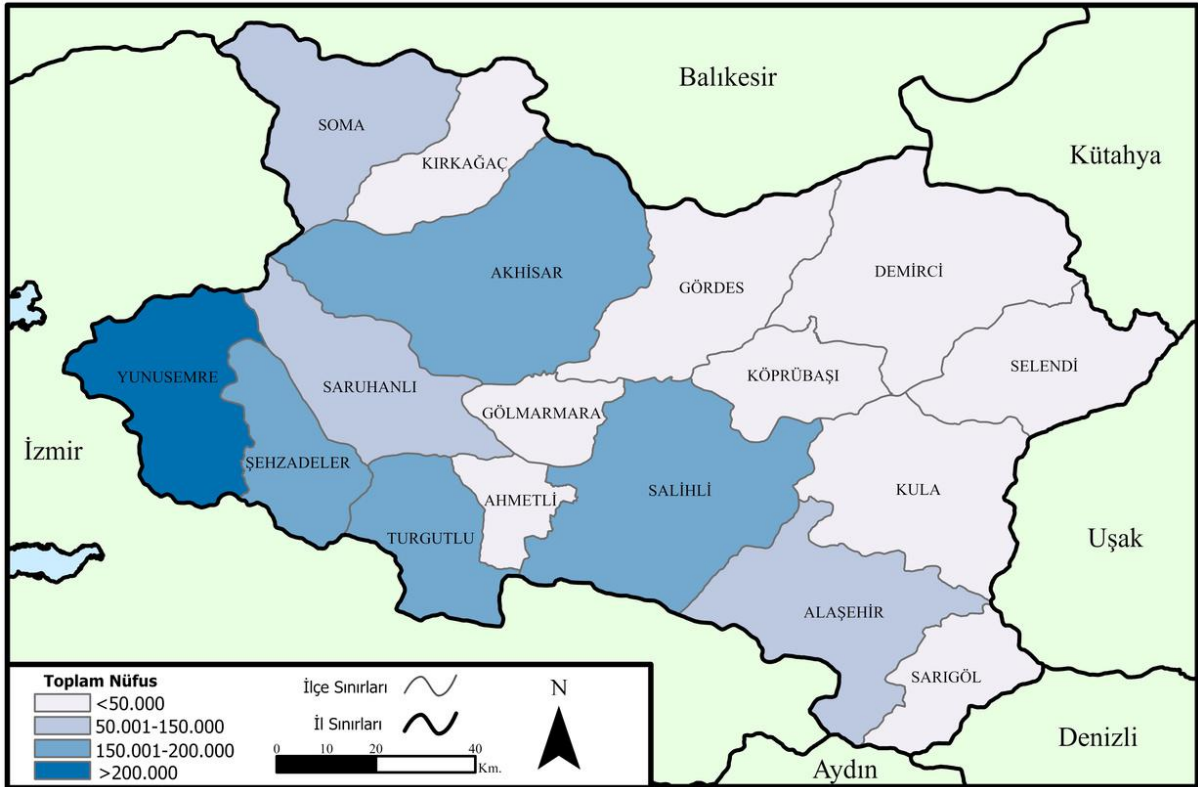 Balıkesir
Kütahya
SOMA
KIRKAĞAÇ
AKHİSAR
GÖRDES
DEMİRCİ
SELENDİ
YUNUSEMRE
SARUHANLI
KÖPRÜBAŞI
GÖLMARMARA
İzmir
ŞEHZADELER
AHMETLİ
SALİHLİ
KULA
TURGUTLU
Uşak
ALAŞEHİR
SARIGÖL
Denizli
Aydın
Toplam Nüfus
<50.000
50.001-150.000
150.001-200.000
>200.000
İlçe Sınırları
İl Sınırları
0 10 20 40
Km.
N